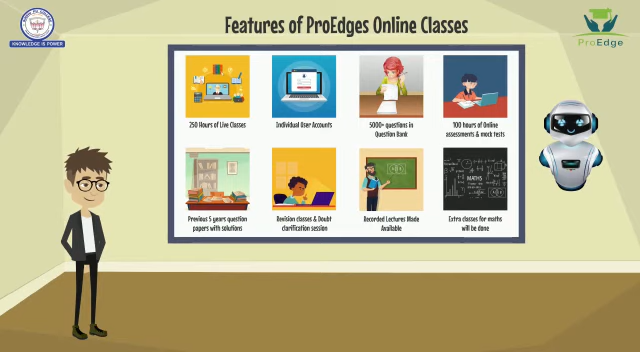 Features of ProEdges Online Classes
KNOWLEDGE IS POWER
ProEdge
250 Hours of Live Classes
Individual User Accounts
5000+ questions in
Question Bank
100 hours of Online
assessments & mock tests
Previous 5 years question
papers with solutions
Revision classes & Doubt
clarification session
Recorded Lectures Made
Available
MATHS
Extra classes for maths
will be done